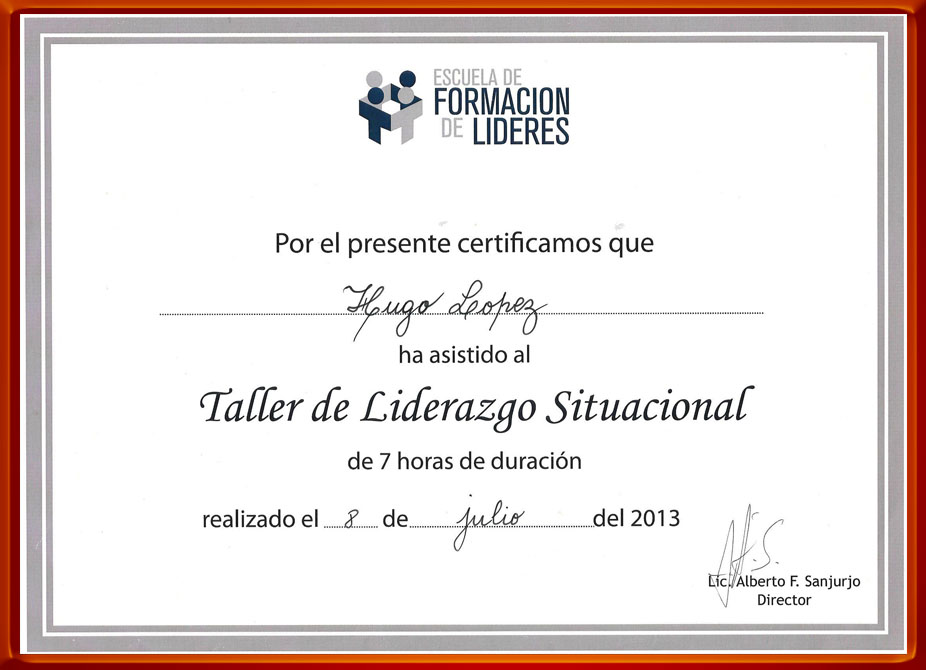 ESCUELA DE
FORMACION
DE LIDERES
Por el presente certificamos que
Hugo Lopez
ha asistido al
Taller de Liderazgo Situacional
de 7 horas de duración
realizado el 8 de julio del 2013
Lic. Alberto F. Sanjurjo
Director